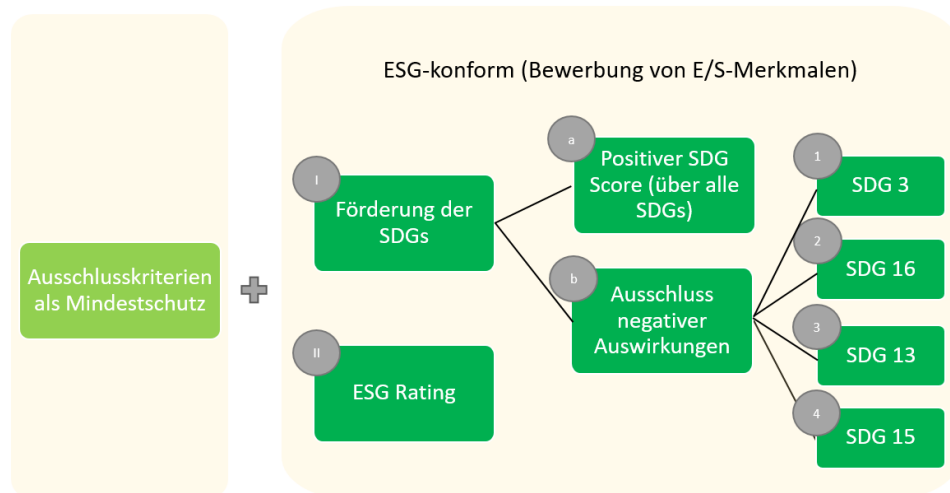 ESG-konform (Bewerbung von E/S-Merkmalen)
Ausschlusskriterien
als Mindestschutz
I
Förderung der
SDGs
a
Positiver SDG
Score (über alle
SDGs)
b
Ausschluss
negativer
Auswirkungen
1
SDG 3
2
SDG 16
3
SDG 13
4
SDG 15
II
ESG Rating